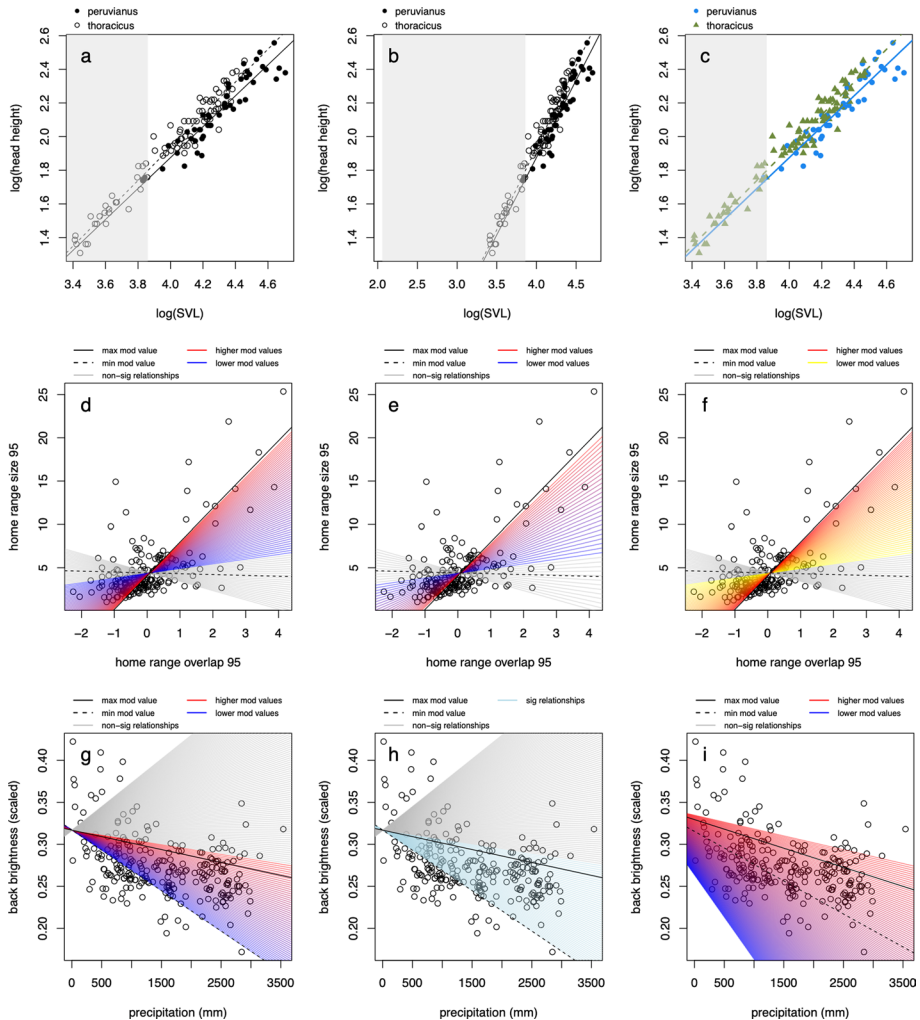 peruvianus
thoracicus
a
log(head height)
2.6
2.4
2.2
2.0
1.8
1.6
1.4
3.4 3.6 3.8 4.0 4.2 4.4 4.6
log(SVL)
peruvianus
thoracicus
b
log(head height)
2.6
2.4
2.2
2.0
1.8
1.6
1.4
2.0 2.5 3.0 3.5 4.0 4.5 5.0
log(SVL)
peruvianus
thoracicus
c
log(head height)
2.6
2.4
2.2
2.0
1.8
1.6
1.4
3.4 3.6 3.8 4.0 4.2 4.4 4.6
log(SVL)
max mod value higher mod values
min mod value lower mod values
non-sig relationships
d
home range size 95
25
20
15
10
5
−2 −1 0 1 2 3 4
home range overlap 95
max mod value higher mod values
min mod value lower mod values
non-sig relationships
e
home range size 95
25
20
15
10
5
−2 −1 0 1 2 3 4
home range overlap 95
max mod value higher mod values
min mod value lower mod values
non-sig relationships
f
home range size 95
25
20
15
10
5
−2 −1 0 1 2 3 4
home range overlap 95
max mod value higher mod values
min mod value lower mod values
non-sig relationships
g
back brightness (scaled)
0.40
0.35
0.30
0.25
0.20
0 500 1500 2500 3500
precipitation (mm)
max mod value sig relationships
min mod value
non-sig relationships
h
back brightness (scaled)
0.40
0.35
0.30
0.25
0.20
0 500 1500 2500 3500
precipitation (mm)
max mod value higher mod values
min mod value lower mod values
i
back brightness (scaled)
0.40
0.35
0.30
0.25
0.20
0 500 1500 2500 3500
precipitation (mm)